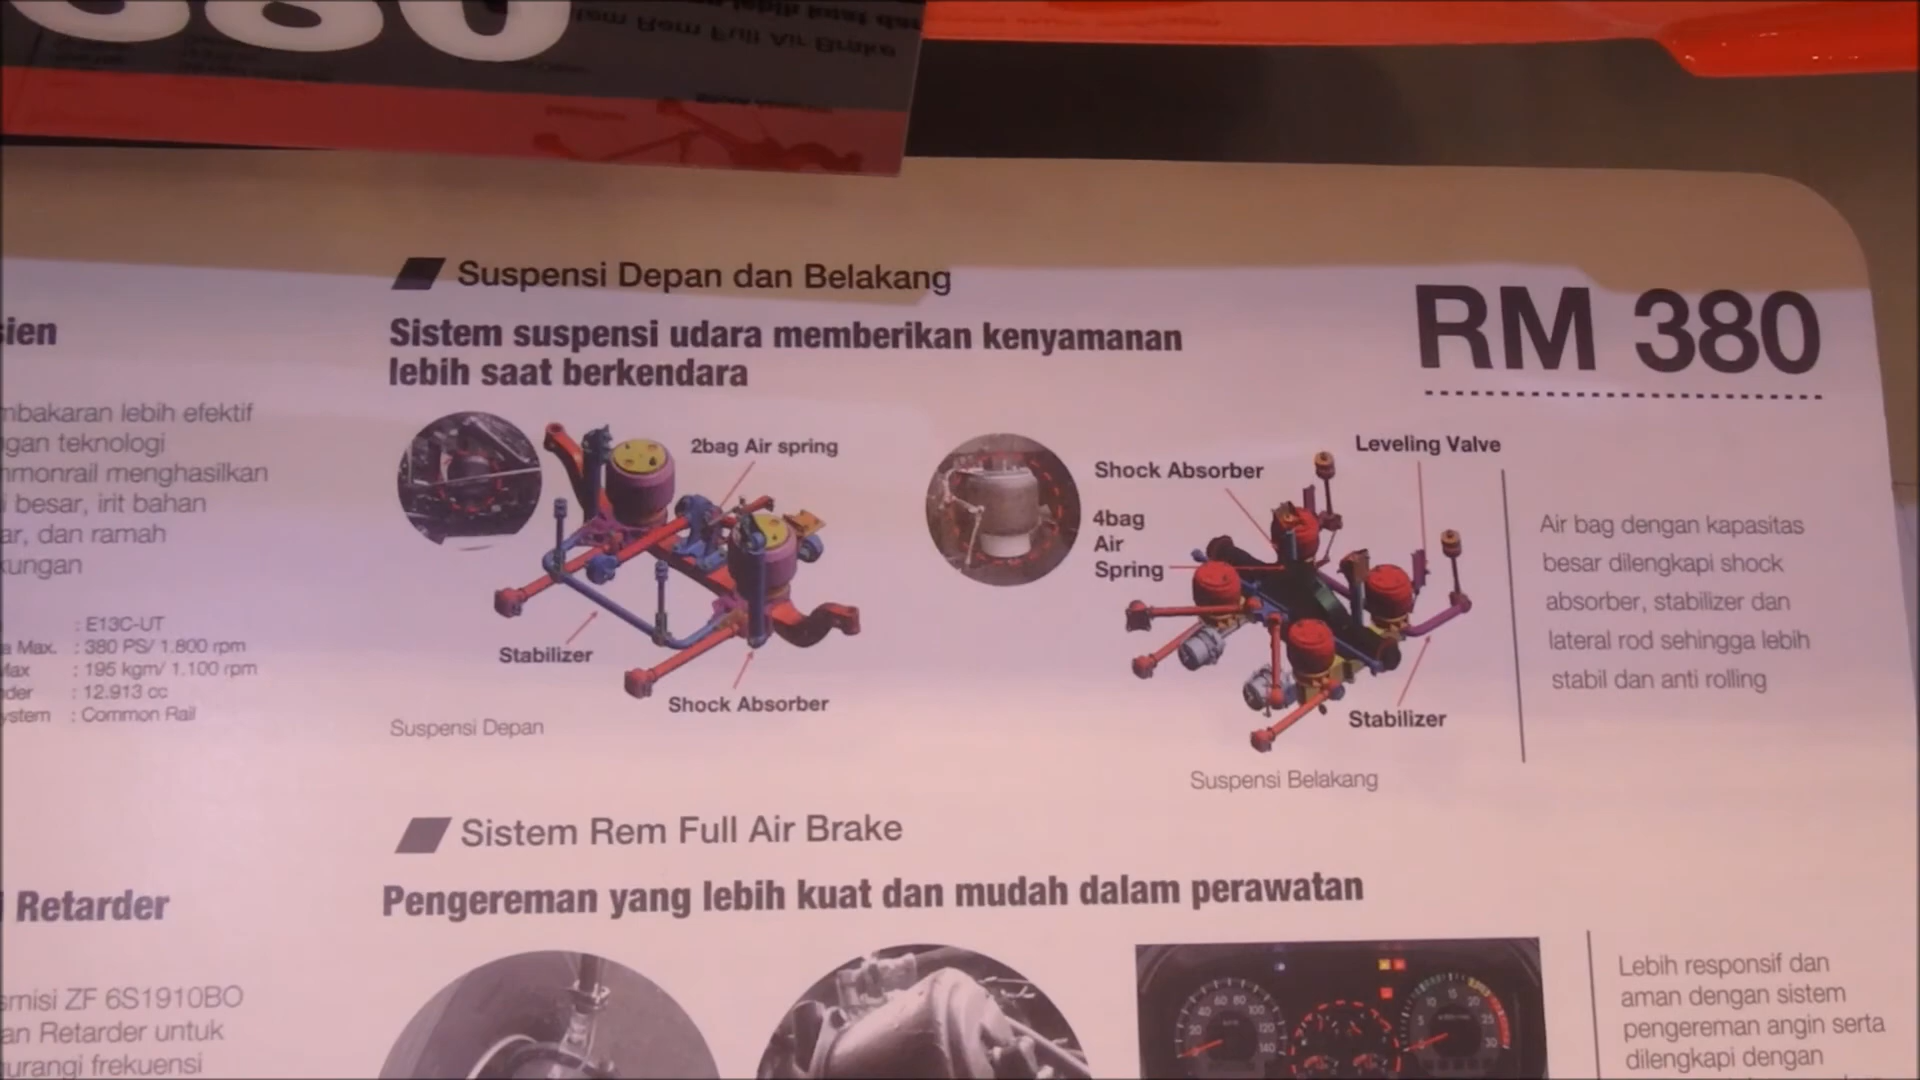 380
Sistem Rem Full Air Brake
RM 380
Suspensi Depan dan Belakang
Sistem suspensi udara memberikan kenyamanan
lebih saat berkendara
2bag Air spring
Stabilizer
Shock Absorber
Suspensi Depan
Shock Absorber
Leveling Valve
4bag
Air
Spring
Stabilizer
Suspensi Belakang
Air bag dengan kapasitas
besar dilengkapi shock
absorber, stabilizer dan
lateral rod sehingga lebih
stabil dan anti rolling
sien
mbakaran lebih efektif
ngan teknologi
mmonrail menghasilkan
i besar, irit bahan
ar, dan ramah
kungan
: E13C-UT
a Max. : 380 PS/ 1.800 rpm
Max : 195 kgm/ 1.100 rpm
der : 12.913 cc
ystem : Common Rail
Retarder
smisi ZF 6S1910BO
an Retarder untuk
urangi frekuensi
Sistem Rem Full Air Brake
Pengereman yang lebih kuat dan mudah dalam perawatan
Lebih responsif dan
aman dengan sistem
pengereman angin serta
dilengkapi dengan